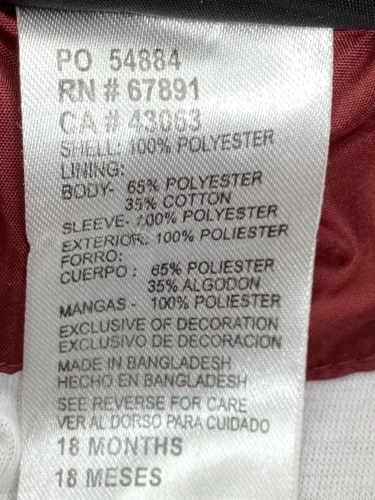 PO 54884
RN # 67891
CA # 43063
SHELL: 100% POLYESTER
LINING:
BODY- 65% POLYESTER
35% COTTON
SLEEVE- 100% POLYESTER
EXTERIOR: 100% POLIESTER
FORRO:
CUERPO : 65% POLIESTER
35% ALGODON
MANGAS - 100% POLIESTER
EXCLUSIVE OF DECORATION
EXCLUSIVO DE DECORACION
MADE IN BANGLADESH
HECHO EN BANGLADESH
SEE REVERSE FOR CARE
VER AL DORSO PARA CUIDADO
18 MONTHS
18 MESES